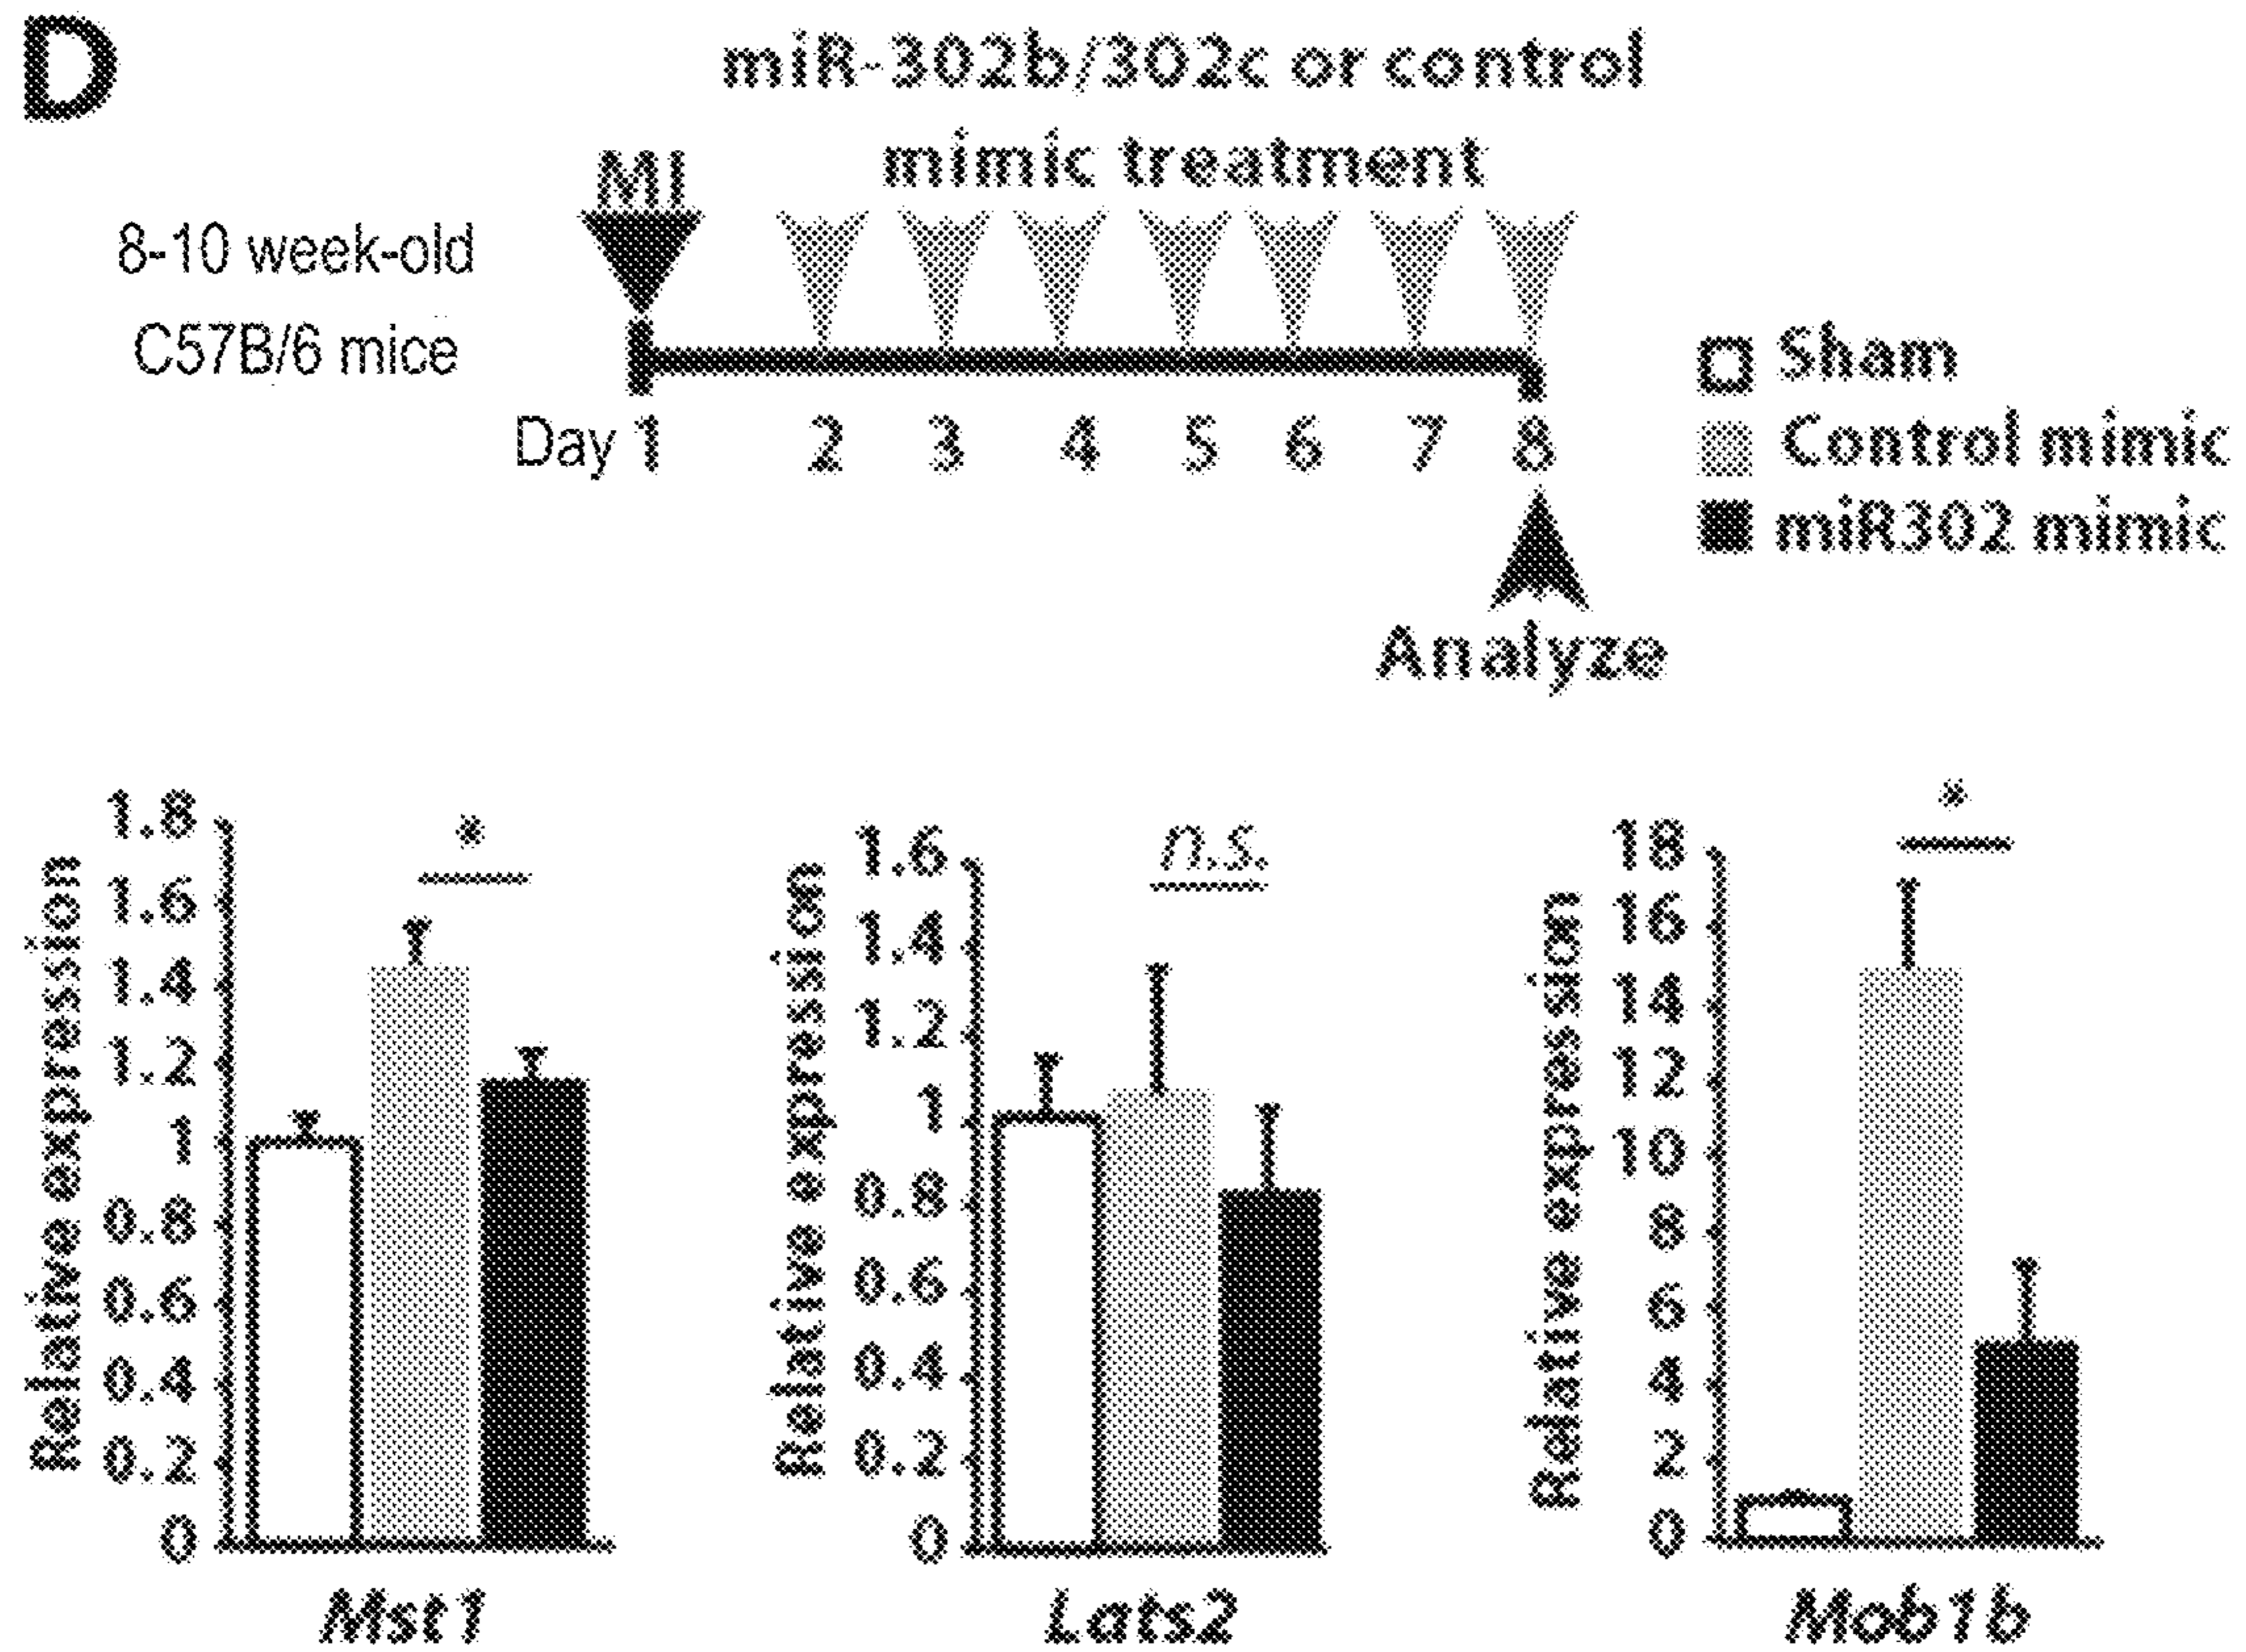 D
miR-302b/302c or control
mimic treatment
MI
8-10 week-old
C57B/6 mice
Day 1 2 3 4 5 6 7 8
Sham
Control mimic
miR302 mimic
Analyze
Relative expression
1.8
1.6
1.4
1.2
1
0.8
0.6
0.4
0.2
0
*
Mst1
Relative expression
1.6
1.4
1.2
1
0.8
0.6
0.4
0.2
0
n.s.
Lats2
Relative expression
18
16
14
12
10
8
6
4
2
0
*
Mob1b